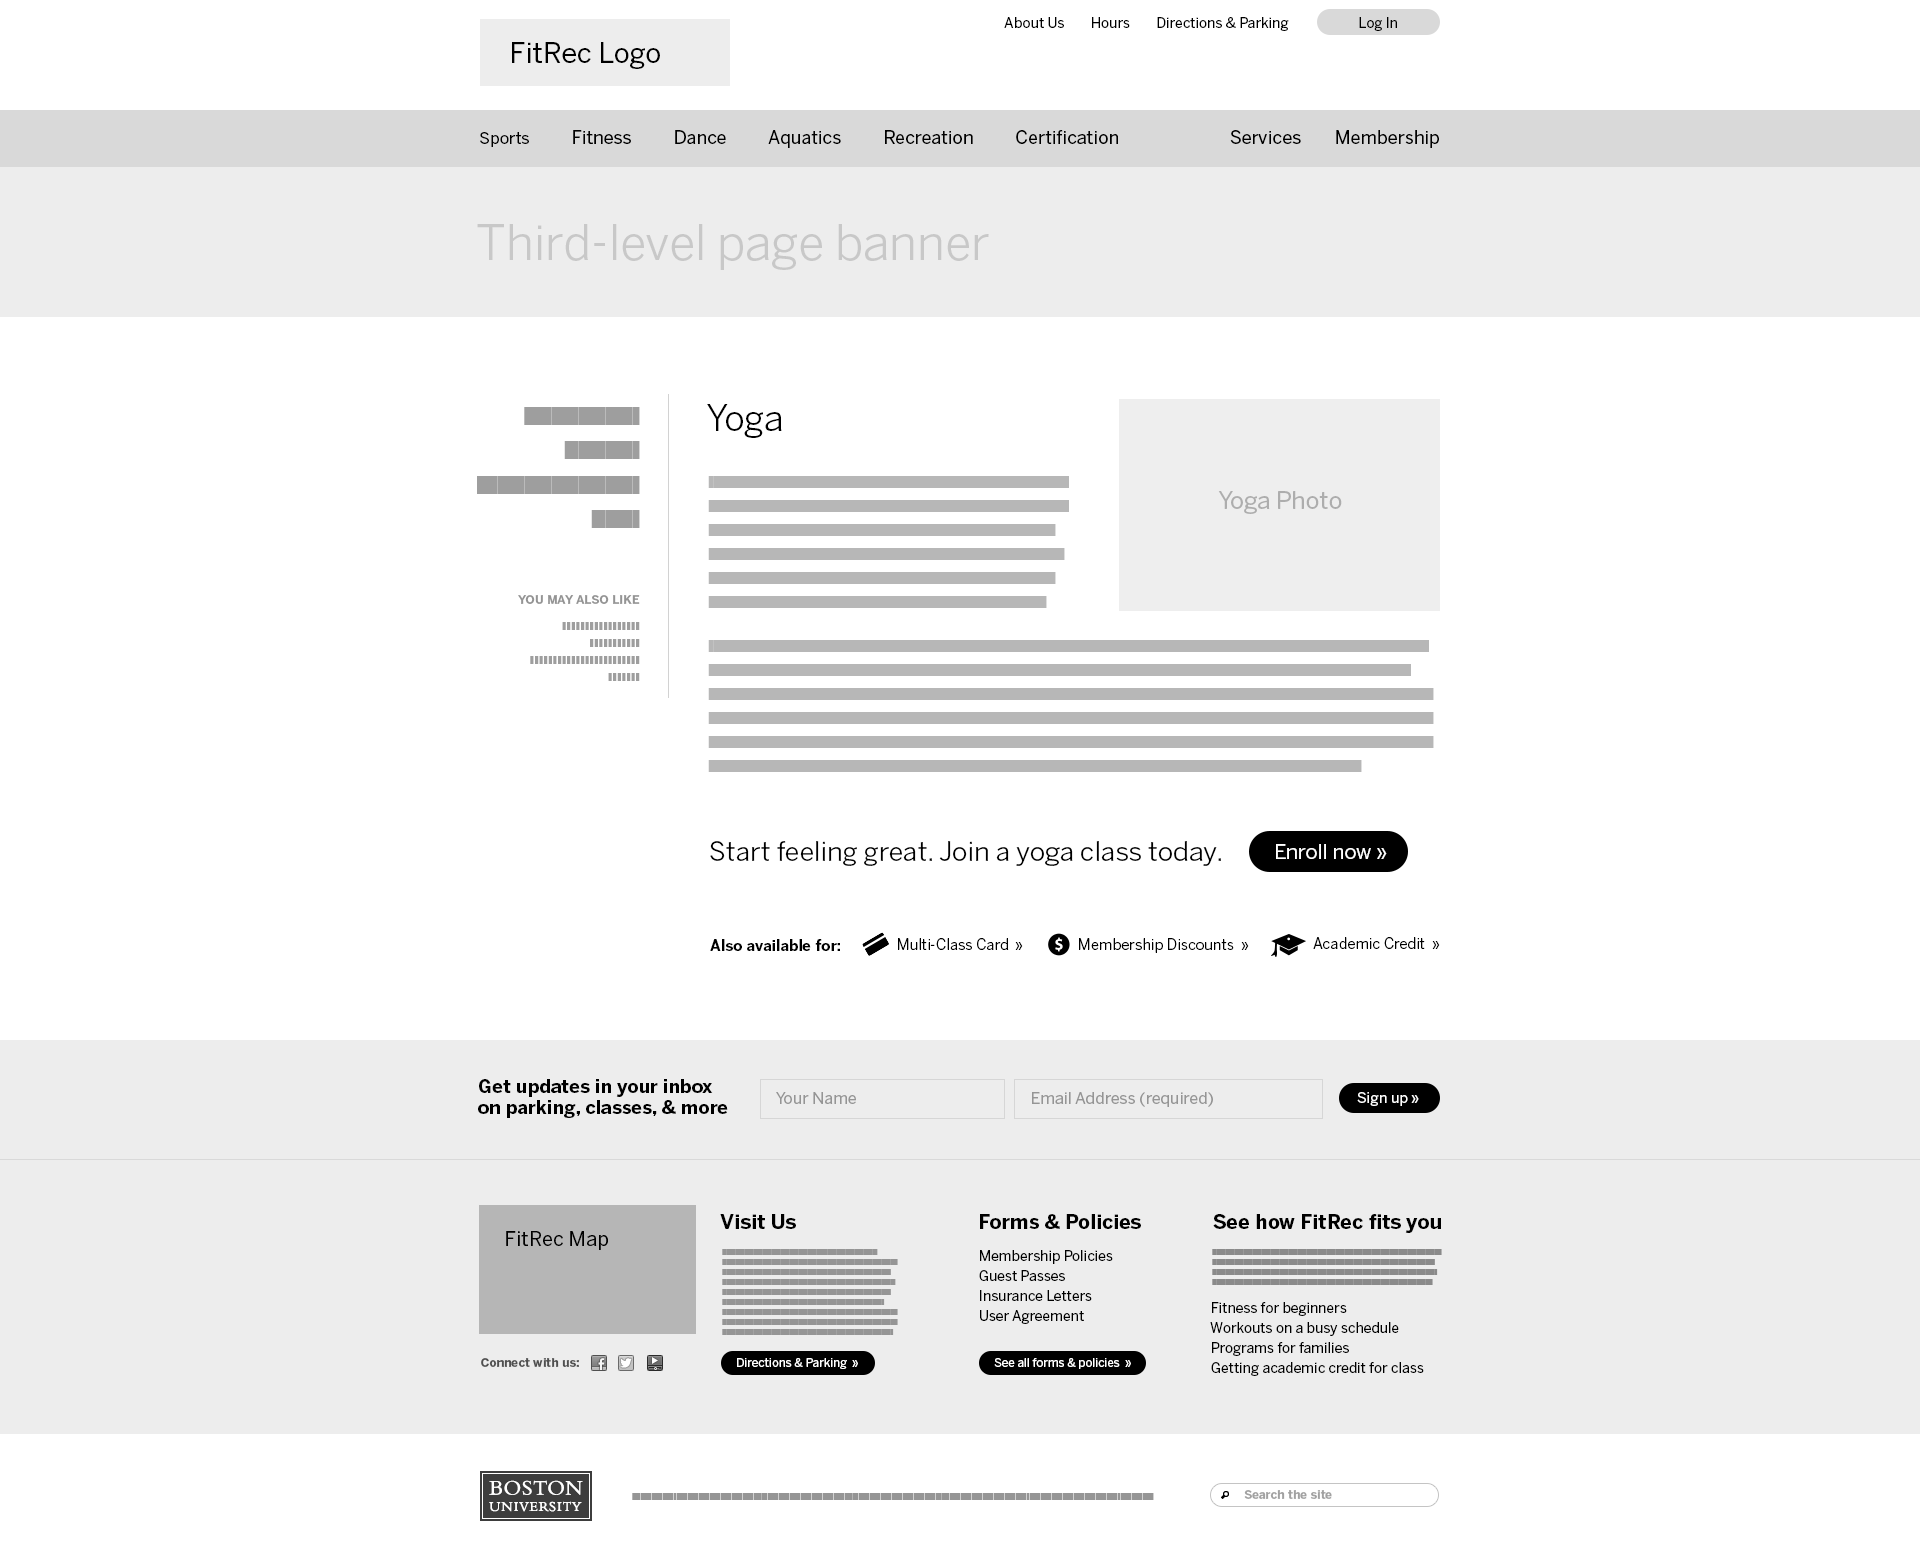 FitRec Logo
About Us
Hours
Directions & Parking
Log In
Sports
Fitness
Dance
Aquatics
Recreation
Certification
Services
Membership
Third-level page banner
Yoga
Yoga Photo
YOU MAY ALSO LIKE
Start feeling great. Join a yoga class today.
Enroll now »
Also available for:
Multi-Class Card »
Membership Discounts »
Academic Credit »
Get updates in your inbox
on parking, classes, & more
Your Name
Email Address (required)
Sign up »
FitRec Map
Connect with us:
Visit Us
Directions & Parking »
Forms & Policies
Membership Policies
Guest Passes
Insurance Letters
User Agreement
See all forms & policies »
See how FitRec fits you
Fitness for beginners
Workouts on a busy schedule
Programs for families
Getting academic credit for class
BOSTON
UNIVERSITY
Search the site